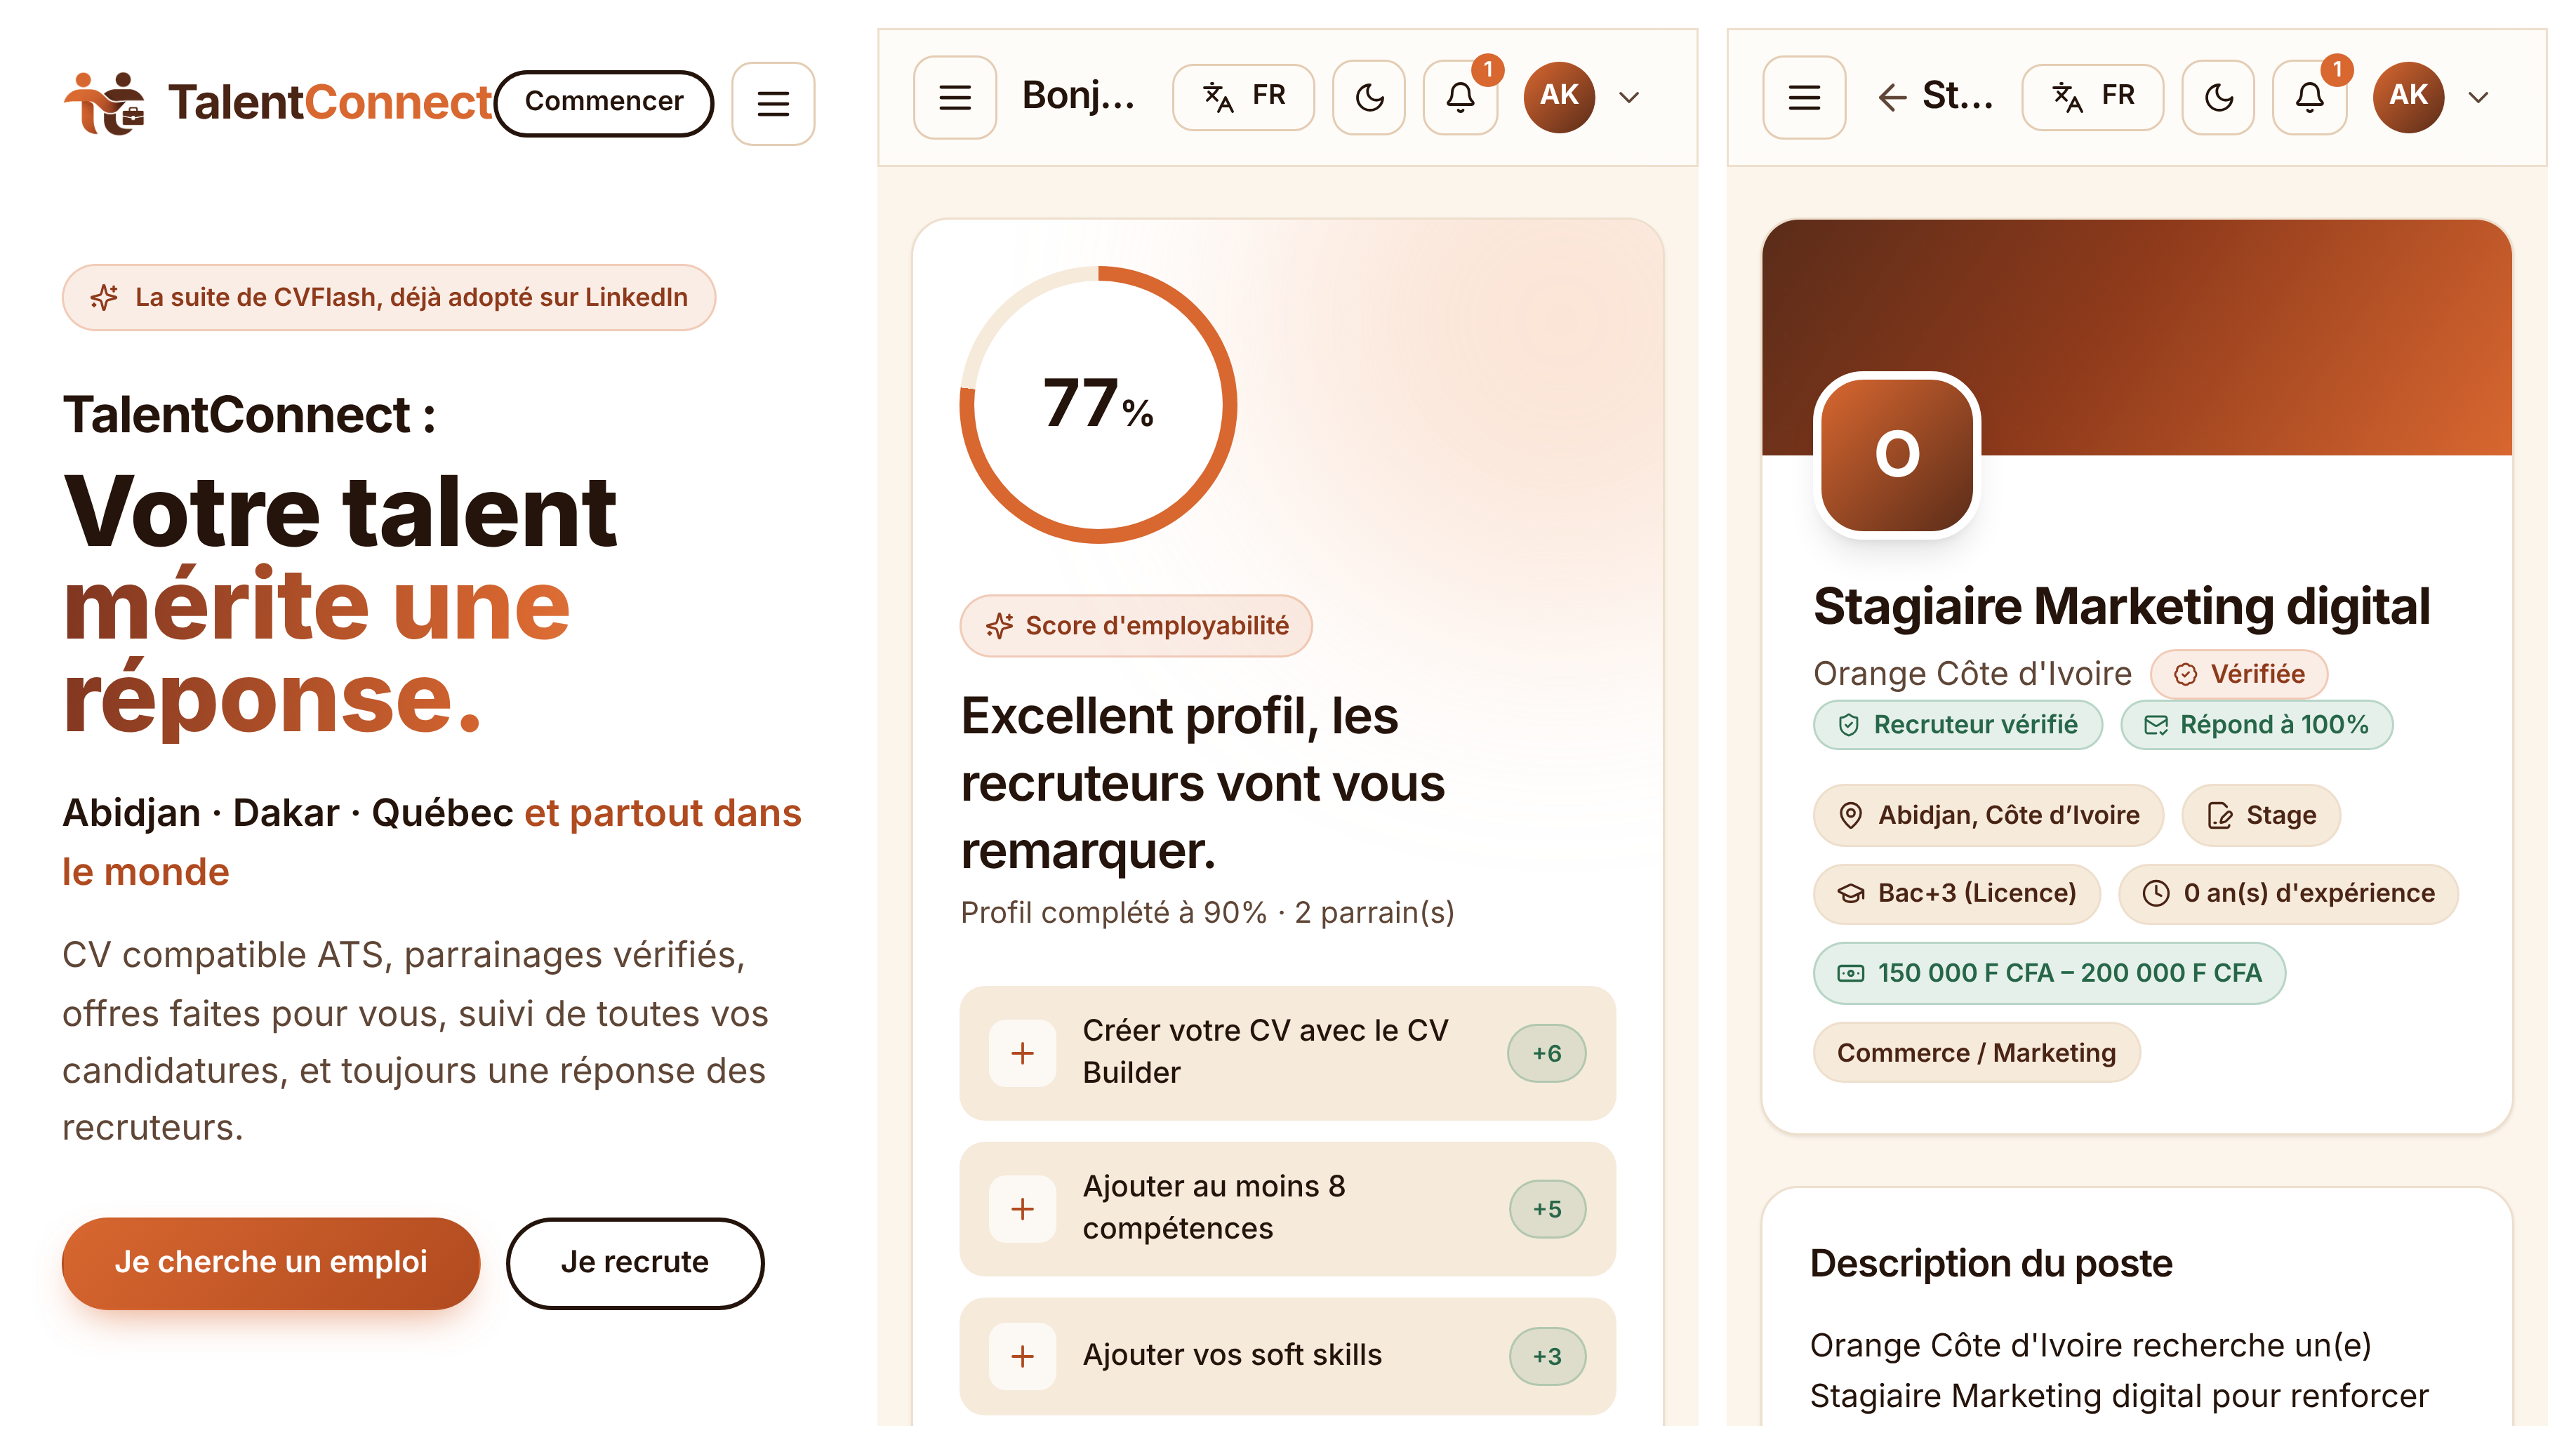 TalentConnect
Commencer
La suite de CVFlash, déjà adopté sur LinkedIn
TalentConnect :
Votre talent
mérite une
réponse.
Abidjan · Dakar · Québec et partout dans
le monde
CV compatible ATS, parrainages vérifiés,
offres faites pour vous, suivi de toutes vos
candidatures, et toujours une réponse des
recruteurs.
Je cherche un emploi
Je recrute
Bonj...
FR
1
AK
77%
Score d'employabilité
Excellent profil, les
recruteurs vont vous
remarquer.
Profil complété à 90% · 2 parrain(s)
Créer votre CV avec le CV
Builder
+6
Ajouter au moins 8
compétences
+5
Ajouter vos soft skills
+3
St...
FR
1
AK
O
Stagiaire Marketing digital
Orange Côte d'Ivoire
Vérifiée
Recruteur vérifié
Répond à 100%
Abidjan, Côte d’Ivoire
Stage
Bac+3 (Licence)
0 an(s) d'expérience
150 000 F CFA – 200 000 F CFA
Commerce / Marketing
Description du poste
Orange Côte d'Ivoire recherche un(e)
Stagiaire Marketing digital pour renforcer